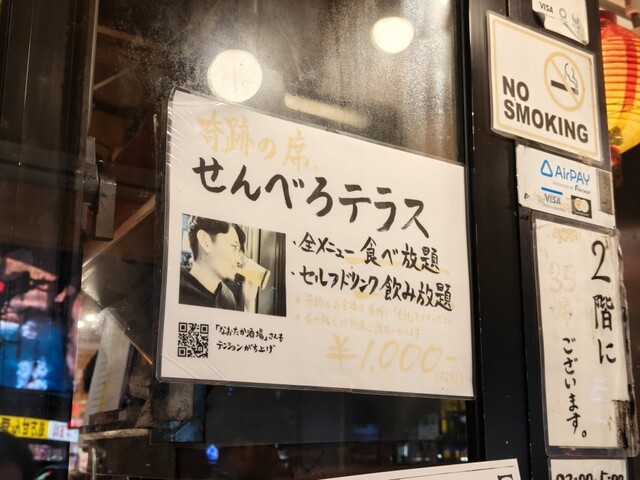 奇跡の席。
せんべろテラス
・全メニュー食べ放題
・セルフドリンク飲み放題
¥1,000-
「なおたか酒場」さんも
テンションがち上げ
NO
SMOKING
VISA
AirPAY
VISA
2階に
ございます。